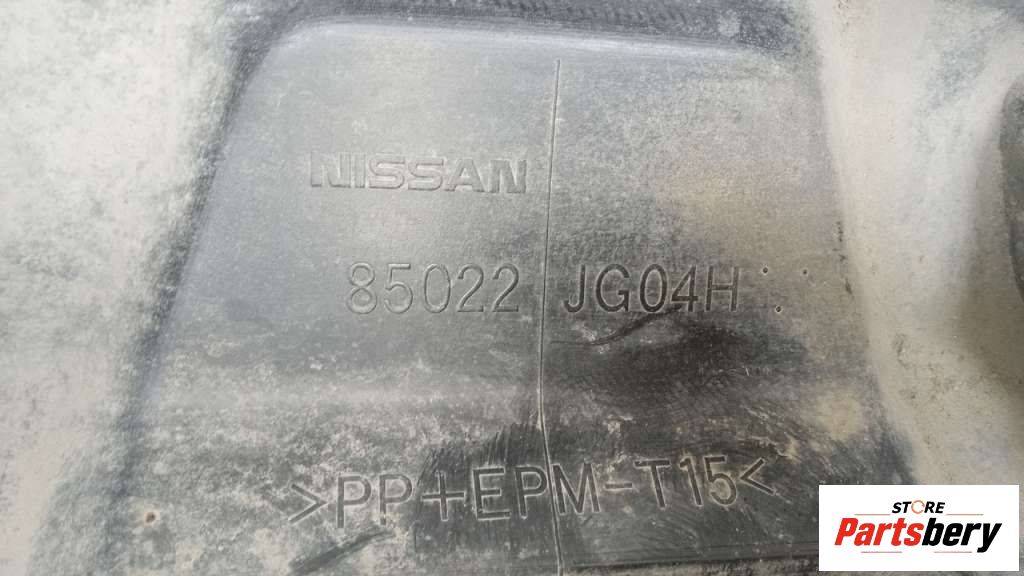 NISSAN
85022 JG04H
>PP+EPM-T15<
STORE
Partsbery